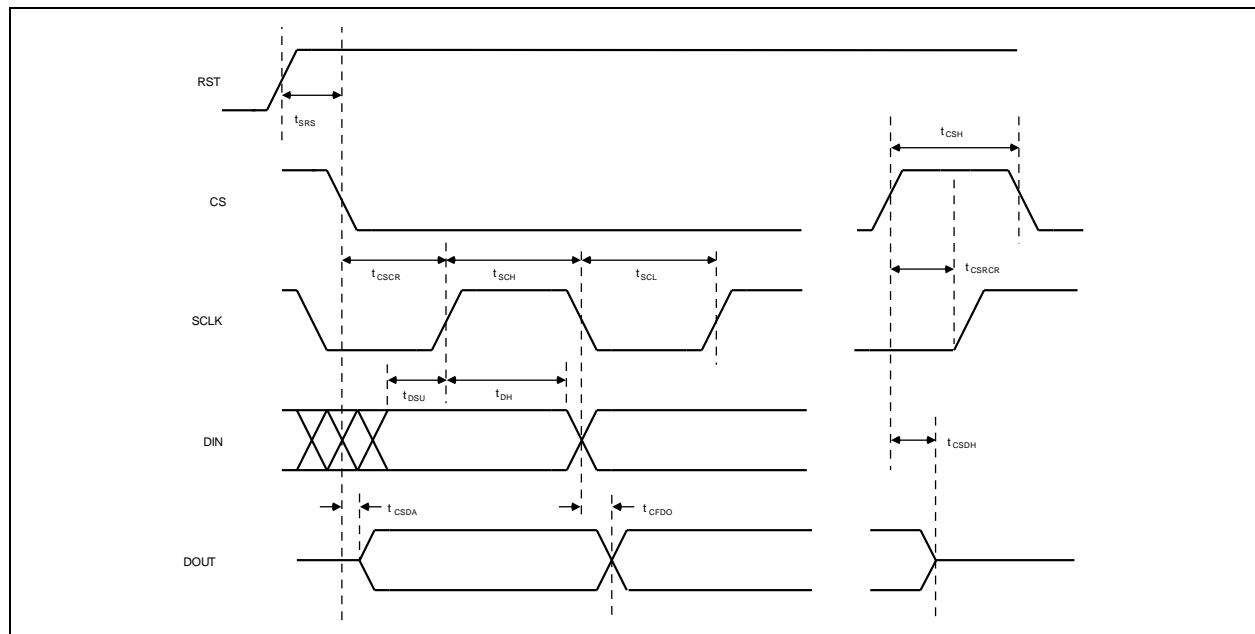 RST
tSRS
tCSH
CS
tCSCR
tSCH
tSCL
tCSRCR
SCLK
tDSU
tDH
DIN
tCSDH
tCSDA
tCFDO
DOUT